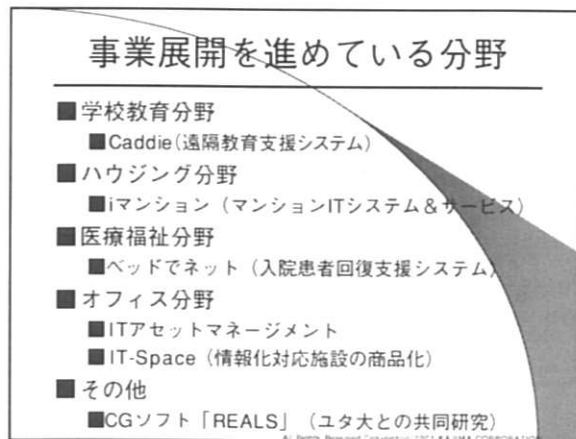 事業展開を進めている分野
■学校教育分野
■Caddie(遠隔教育支援システム)
■ハウジング分野
■iマンション（マンションITシステム＆サービス）
■医療福祉分野
■ベッドでネット（入院患者回復支援システム）
■オフィス分野
■ITアセットマネージメント
■IT-Space（情報化対応施設の商品化）
■その他
■CGソフト「REALS」（ユタ大との共同研究）
All Rights Reserved KAJIMA CORPORATION